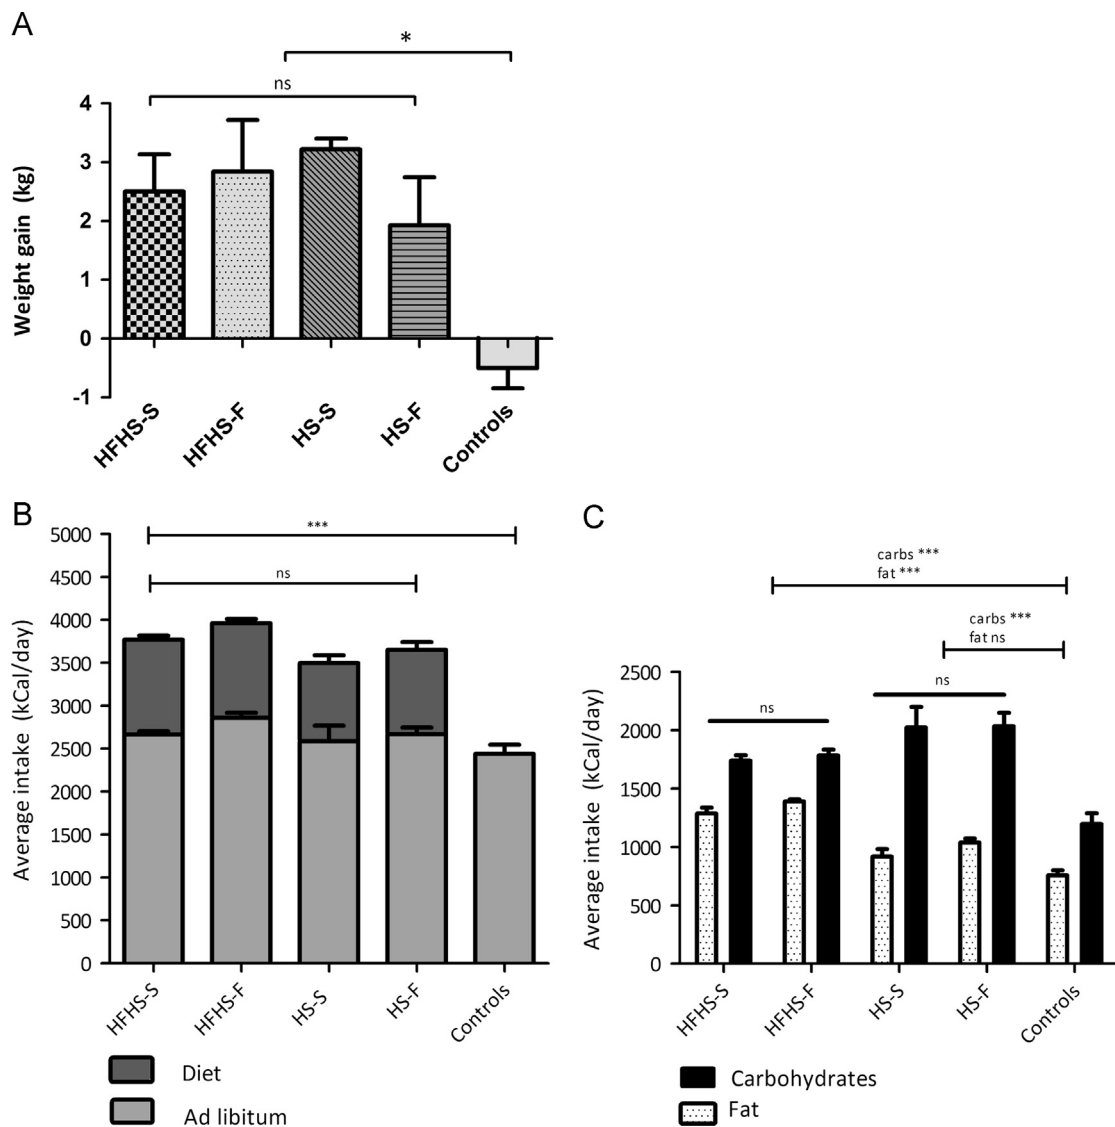 A
*
ns
4
3
2
1
0
-1
Weight gain (kg)
HFHS-S
HFHS-F
HS-S
HS-F
Controls
B
***
ns
5000
4500
4000
3500
3000
2500
2000
1500
1000
500
0
Average intake (kCal/day)
HFHS-S
HFHS-F
HS-S
HS-F
Controls
Diet
Ad libitum
C
carbs ***
fat ***
carbs ***
fat ns
ns
ns
2500
2000
1500
1000
500
0
Average intake (kCal/day)
HFHS-S
HFHS-F
HS-S
HS-F
Controls
Carbohydrates
Fat